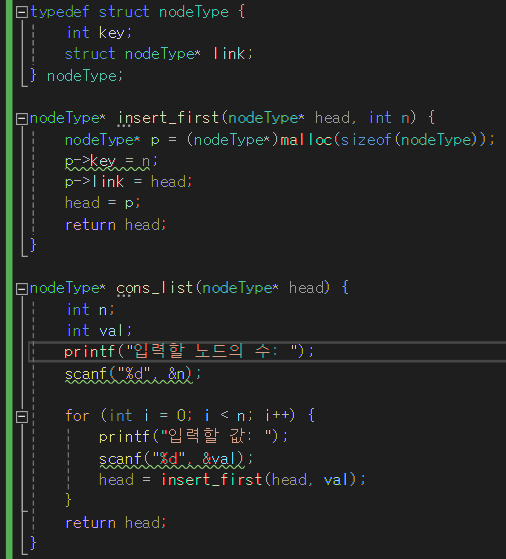 typedef struct nodeType {
int key;
struct nodeType* link;
} nodeType;
nodeType* insert_first(nodeType* head, int n) {
nodeType* p = (nodeType*)malloc(sizeof(nodeType));
p->key = n;
p->link = head;
head = p;
return head;
}
nodeType* cons_list(nodeType* head) {
int n;
int val;
printf("입력할 노드의 수: ");
scanf("%d", &n);
for (int i = 0; i < n; i++) {
printf("입력할 값: ");
scanf("%d", &val);
head = insert_first(head, val);
}
return head;
}